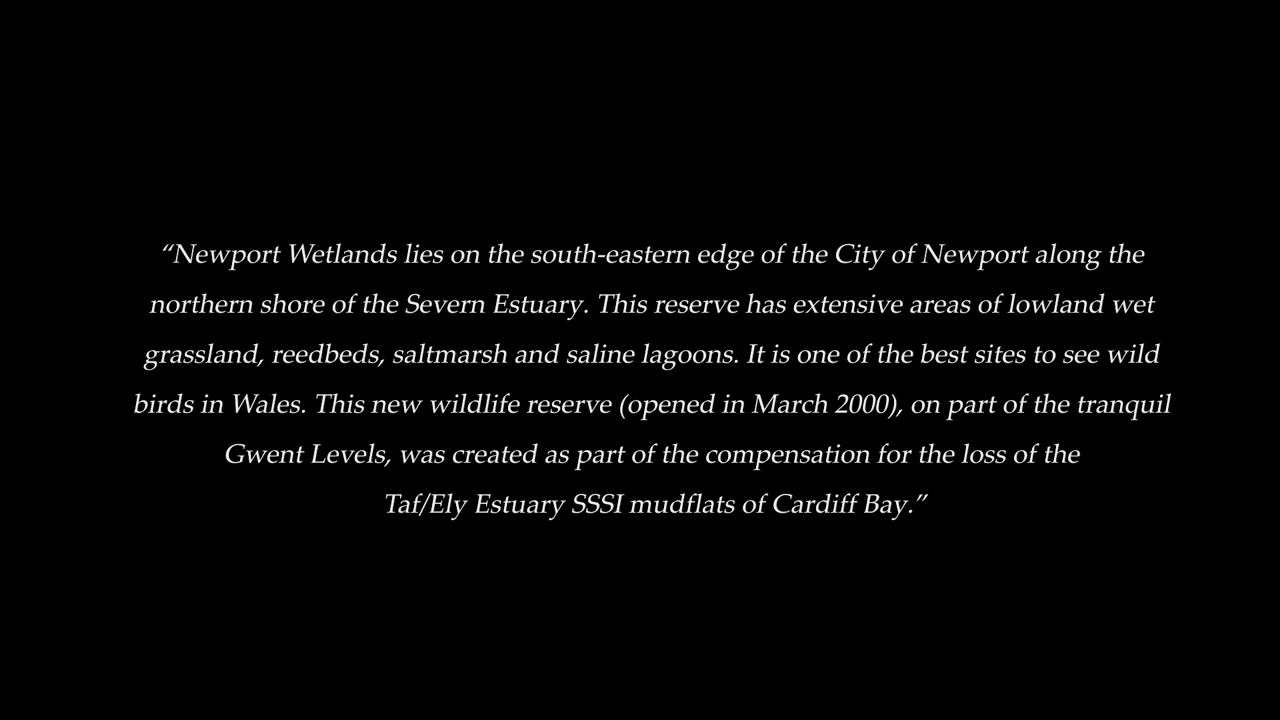 “Newport Wetlands lies on the south-eastern edge of the City of Newport along the
northern shore of the Severn Estuary. This reserve has extensive areas of lowland wet
grassland, reedbeds, saltmarsh and saline lagoons. It is one of the best sites to see wild
birds in Wales. This new wildlife reserve (opened in March 2000), on part of the tranquil
Gwent Levels, was created as part of the compensation for the loss of the
Taf/Ely Estuary SSSI mudflats of Cardiff Bay.”